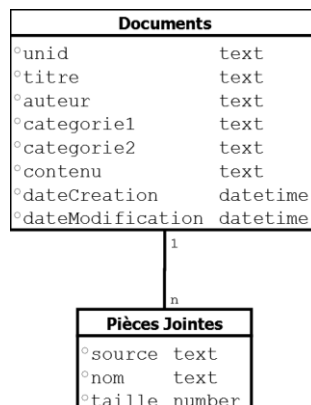 Documents
unid text
titre text
auteur text
categorie1 text
categorie2 text
contenu text
dateCreation datetime
dateModification datetime
1
n
Pièces Jointes
source text
nom text
taille number